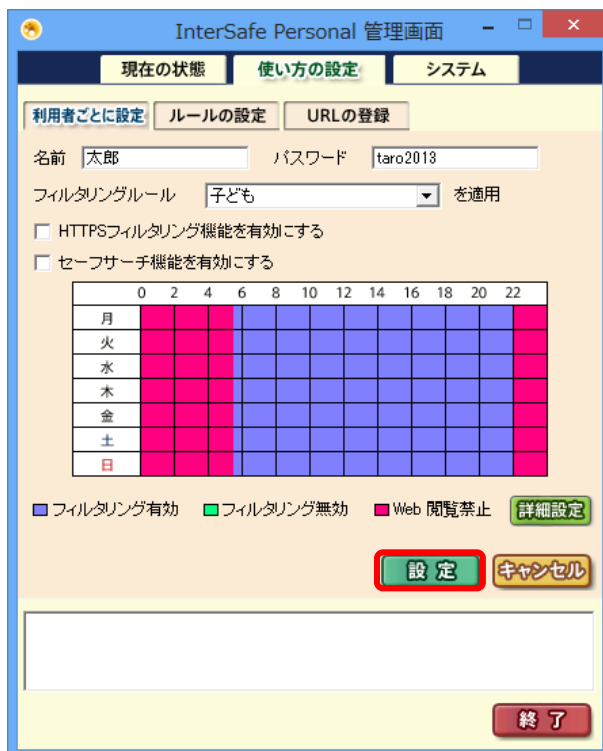 InterSafe Personal 管理画面
現在の状態 使い方の設定 システム
利用者ごとに設定 ルールの設定 URLの登録
名前 太郎 パスワード taro2013
フィルタリングルール 子ども を適用
HTTPSフィルタリング機能を有効にする
セーフサーチ機能を有効にする
0 2 4 6 8 10 12 14 16 18 20 22
月
火
水
木
金
土
日
フィルタリング有効 フィルタリング無効 Web 閲覧禁止 詳細設定
設定 キャンセル
終了